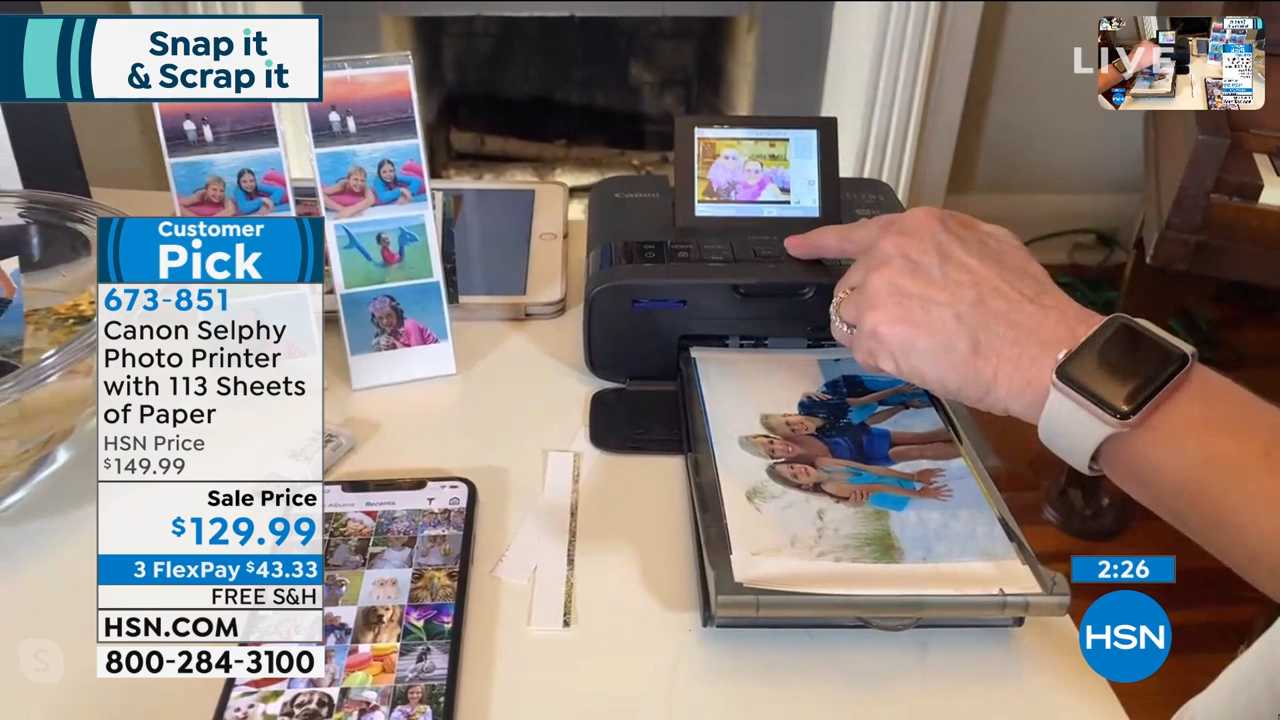 Snap it
& Scrap it
LIVE
Customer
Pick
673-851
Canon Selphy
Photo Printer
with 113 Sheets
of Paper
HSN Price
$149.99
Sale Price
$129.99
3 FlexPay $43.33
FREE S&H
HSN.COM
800-284-3100
Canon
Albums Recents
2:26
HSN
S